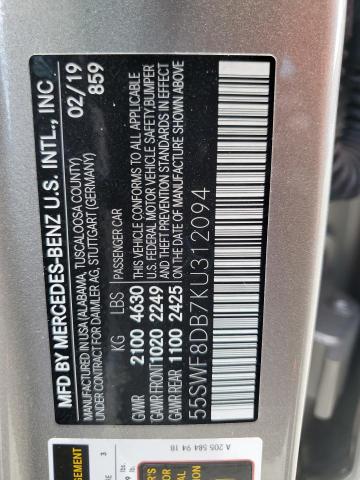 MFD BY MERCEDES-BENZ U.S. INTL., INC
MADE IN USA (ALABAMA, TUSCALOOSA COUNTY)
UNDER CONTRACT FOR DAIMLER AG, STUTTGART (GERMANY)
02/19
859
KG LBS
GVWR 2100 4630
GAWR FRONT 1020 2249
GAWR REAR 1100 2425
PASSENGER CAR
THIS VEHICLE CONFORMS TO ALL APPLICABLE
U.S. FEDERAL MOTOR VEHICLE SAFETY, BUMPER
AND THEFT PREVENTION STANDARDS IN EFFECT
ON THE DATE OF MANUFACTURE SHOWN ABOVE
55SWF8DB7KU312094
A 205 584 94 18
3
lbs.